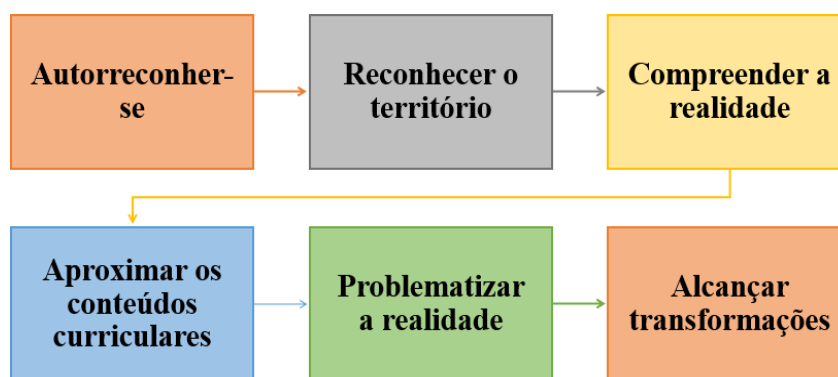 Autorreconher-
se
Reconhecer o
território
Compreender a
realidade
Aproximar os
conteúdos
curriculares
Problematizar
a realidade
Alcançar
transformações